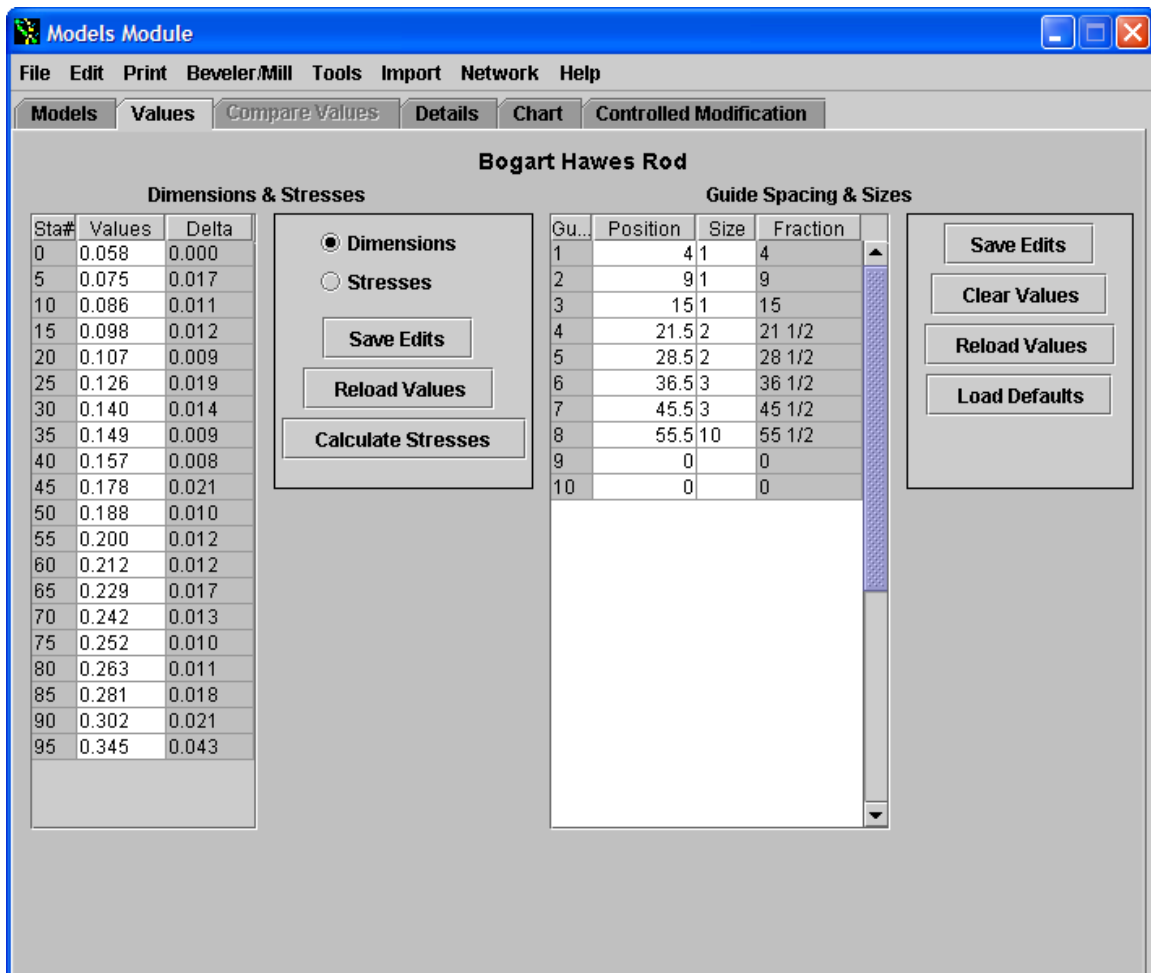 Models Module
File Edit Print Beveler/Mill Tools Import Network Help
Models Values Compare Values Details Chart Controlled Modification
Bogart Hawes Rod
Dimensions & Stresses
Sta# Values Delta
0 0.058 0.000
5 0.075 0.017
10 0.086 0.011
15 0.098 0.012
20 0.107 0.009
25 0.126 0.019
30 0.140 0.014
35 0.149 0.009
40 0.157 0.008
45 0.178 0.021
50 0.188 0.010
55 0.200 0.012
60 0.212 0.012
65 0.229 0.017
70 0.242 0.013
75 0.252 0.010
80 0.263 0.011
85 0.281 0.018
90 0.302 0.021
95 0.345 0.043
Dimensions
Stresses
Save Edits
Reload Values
Calculate Stresses
Guide Spacing & Sizes
Gu... Position Size Fraction
1 4 1 4
2 9 1 9
3 15 1 15
4 21.5 2 21 1/2
5 28.5 2 28 1/2
6 36.5 3 36 1/2
7 45.5 3 45 1/2
8 55.5 10 55 1/2
9 0 0
10 0 0
Save Edits
Clear Values
Reload Values
Load Defaults